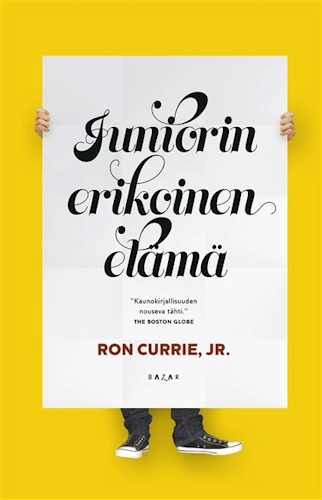 Juniorin
erikoinen
elämä
"Kaunokirjallisuuden
nouseva tähti."
THE BOSTON GLOBE
RON CURRIE, JR.
BAZAR